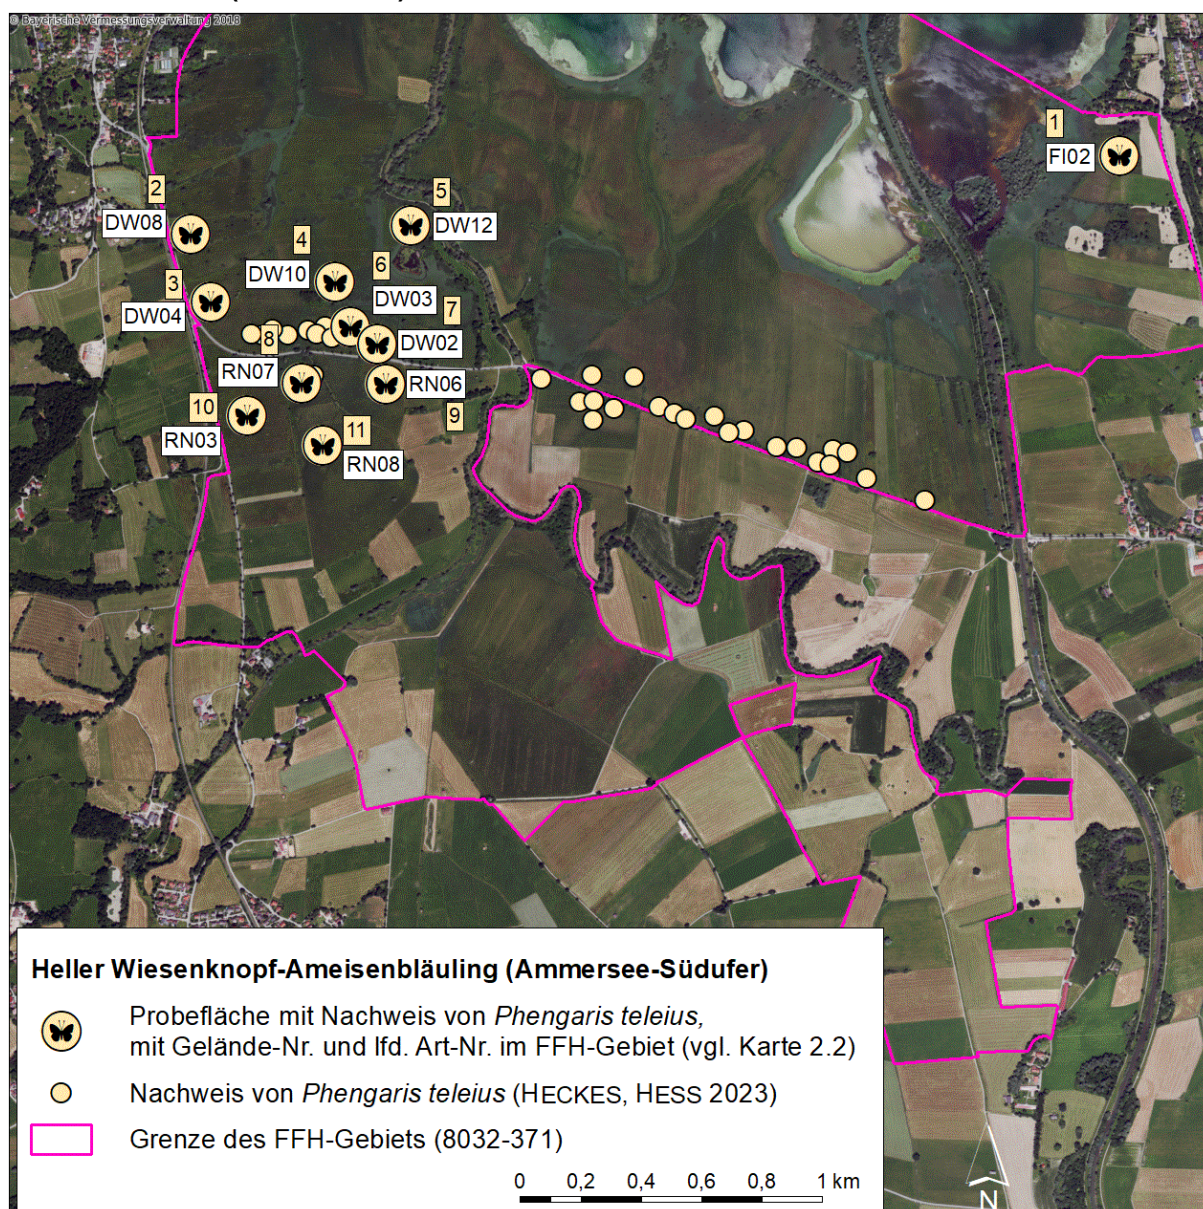 © Bayerische Vermessungsverwaltung 2018
1
FI02
2
DW08
5
DW12
4
DW10
6
DW03
3
DW04
7
DW02
8
RN07
RN06
9
10
RN03
11
RN08
Heller Wiesenknopf-Ameisenbläuling (Ammersee-Südufer)
Probefläche mit Nachweis von Phengaris teleius,
mit Gelände-Nr. und lfd. Art-Nr. im FFH-Gebiet (vgl. Karte 2.2)
Nachweis von Phengaris teleius (HECKES, HESS 2023)
Grenze des FFH-Gebiets (8032-371)
0 0,2 0,4 0,6 0,8 1 km
N